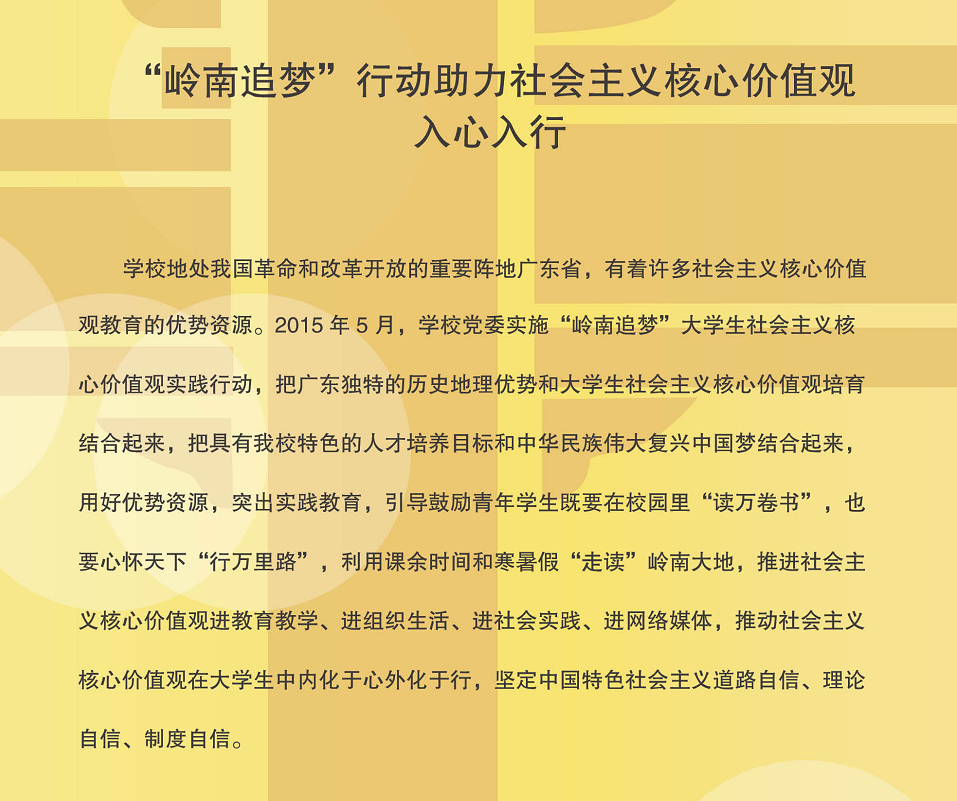 “岭南追梦”行动助力社会主义核心价值观
入心入行
学校地处我国革命和改革开放的重要阵地广东省，有着许多社会主义核心价值
观教育的优势资源。2015 年 5 月，学校党委实施“岭南追梦”大学生社会主义核
心价值观实践行动，把广东独特的历史地理优势和大学生社会主义核心价值观培育
结合起来，把具有我校特色的人才培养目标和中华民族伟大复兴中国梦结合起来，
用好优势资源，突出实践教育，引导鼓励青年学生既要在校园里“读万卷书”，也
要心怀天下“行万里路”，利用课余时间和寒暑假“走读”岭南大地，推进社会主
义核心价值观进教育教学、进组织生活、进社会实践、进网络媒体，推动社会主义
核心价值观在大学生中内化于心外化于行，坚定中国特色社会主义道路自信、理论
自信、制度自信。